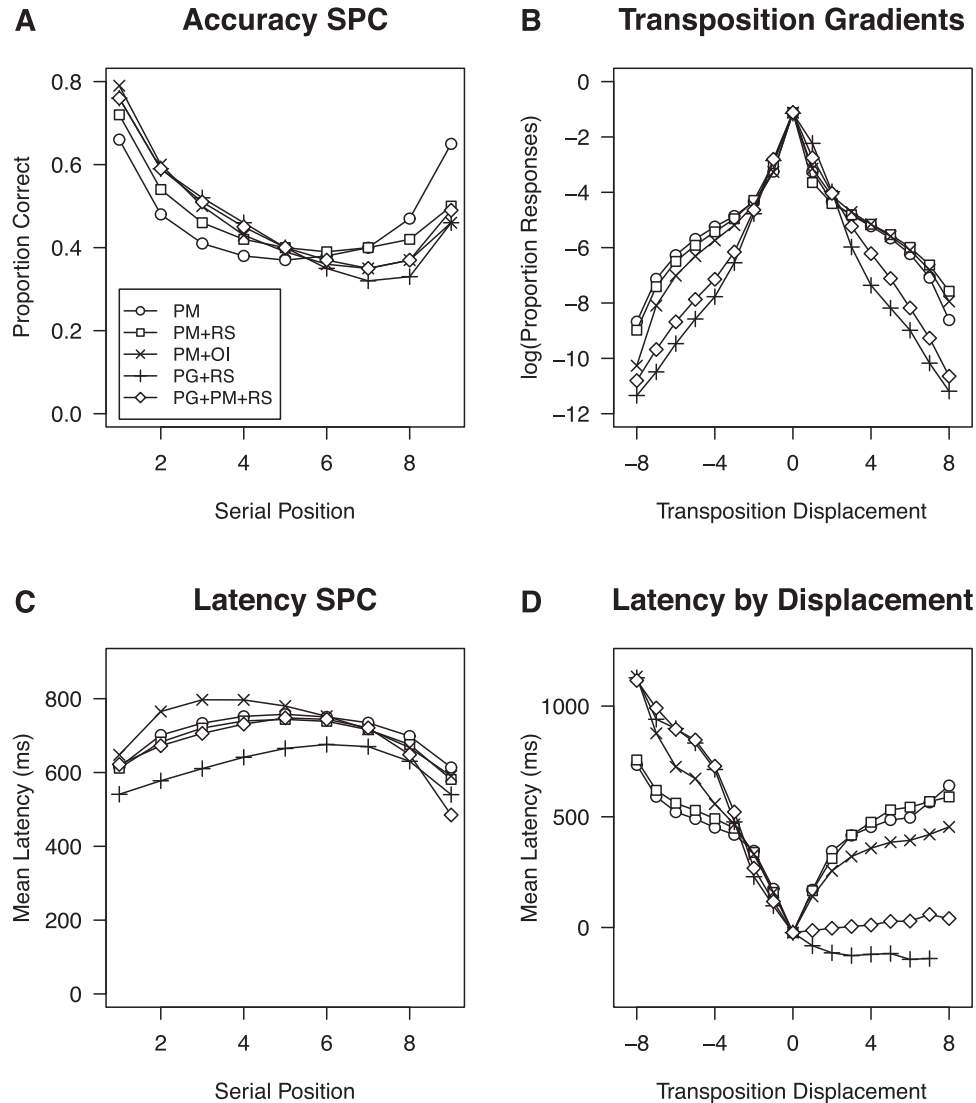 A Accuracy SPC
Proportion Correct
0.8
0.6
0.4
0.2
0.0
PM
PM+RS
PM+OI
PG+RS
PG+PM+RS
2 4 6 8
Serial Position
B Transposition Gradients
log(Proportion Responses)
0
−2
−4
−6
−8
−10
−12
−8 −4 0 4 8
Transposition Displacement
C Latency SPC
Mean Latency (ms)
800
600
400
200
0
2 4 6 8
Serial Position
D Latency by Displacement
Mean Latency (ms)
1000
500
0
−8 −4 0 4 8
Transposition Displacement